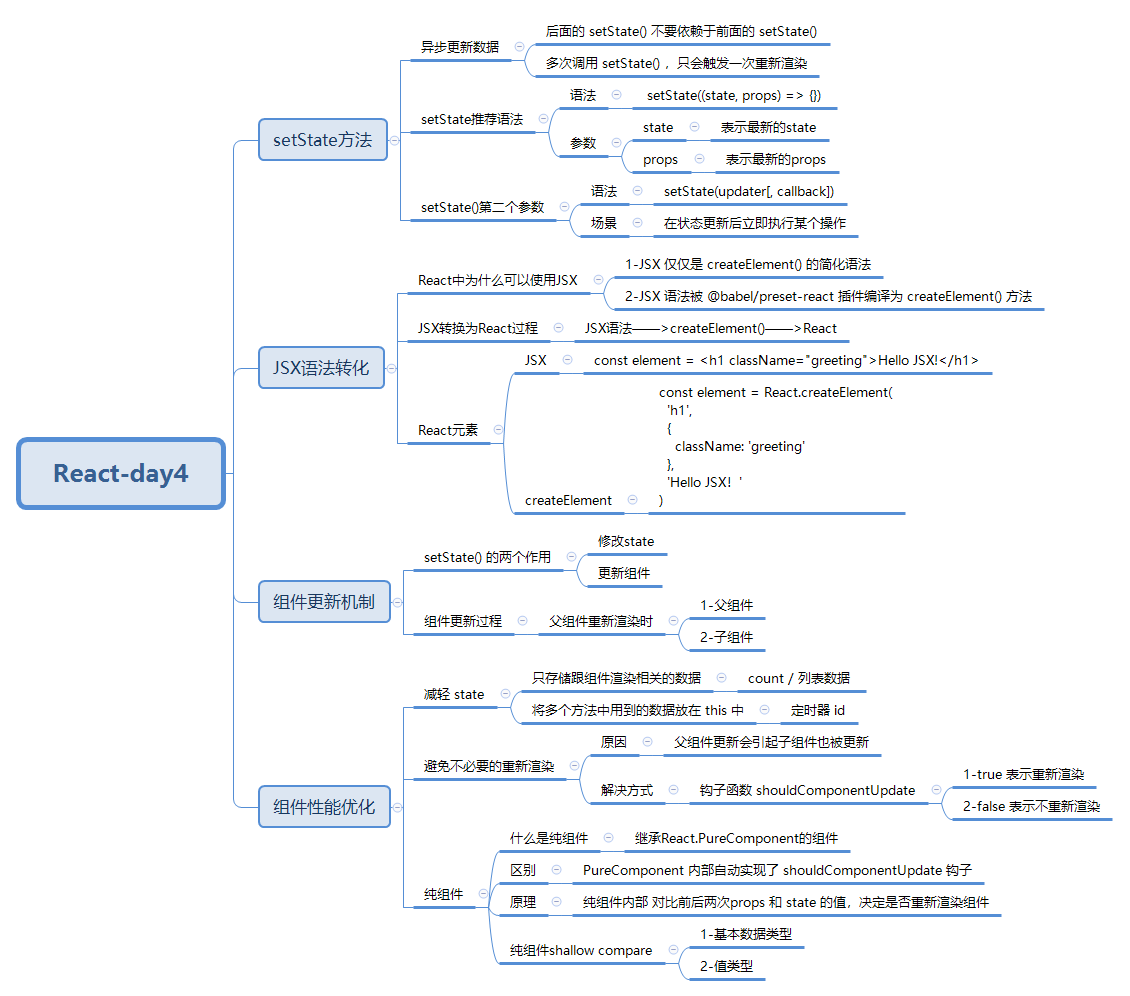 React-day4
setState方法
异步更新数据
后面的 setState() 不要依赖于前面的 setState()
多次调用 setState() ，只会触发一次重新渲染
setState推荐语法
语法
setState((state, props) => {})
参数
state
表示最新的state
props
表示最新的props
setState()第二个参数
语法
setState(updater[, callback])
场景
在状态更新后立即执行某个操作
JSX语法转化
React中为什么可以使用JSX
1-JSX 仅仅是 createElement() 的简化语法
2-JSX 语法被 @babel/preset-react 插件编译为 createElement() 方法
JSX转换为React过程
JSX语法——>createElement()——>React
React元素
JSX
const element = <h1 className="greeting">Hello JSX!</h1>
createElement
const element = React.createElement(
'h1',
{
className: 'greeting'
},
'Hello JSX！'
)
组件更新机制
setState() 的两个作用
修改state
更新组件
组件更新过程
父组件重新渲染时
1-父组件
2-子组件
组件性能优化
减轻 state
只存储跟组件渲染相关的数据
count / 列表数据
将多个方法中用到的数据放在 this 中
定时器 id
避免不必要的重新渲染
原因
父组件更新会引起子组件也被更新
解决方式
钩子函数 shouldComponentUpdate
1-true 表示重新渲染
2-false 表示不重新渲染
纯组件
什么是纯组件
继承React.PureComponent的组件
区别
PureComponent 内部自动实现了 shouldComponentUpdate 钩子
原理
纯组件内部 对比前后两次props 和 state 的值，决定是否重新渲染组件
纯组件shallow compare
1-基本数据类型
2-值类型